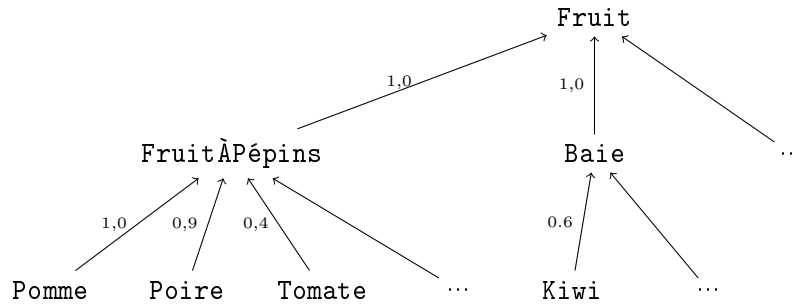 Fruit
1,0
1,0
FruitÀPépins
Baie
...
1,0
0,9
0,4
0.6
Pomme
Poire
Tomate
...
Kiwi
...